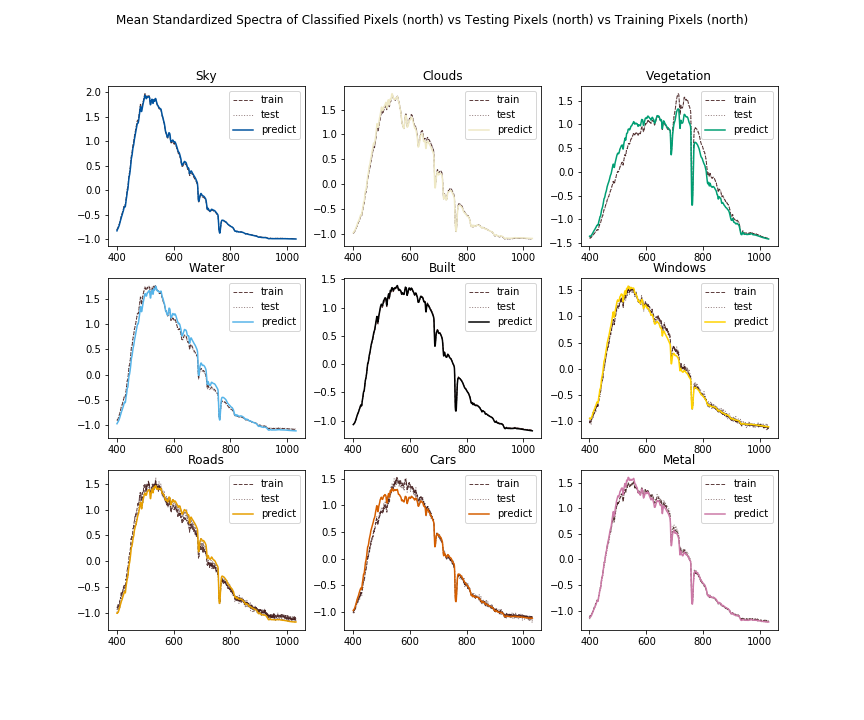 Mean Standardized Spectra of Classified Pixels (north) vs Testing Pixels (north) vs Training Pixels (north)
Sky
2.0
1.5
1.0
0.5
0.0
−0.5
−1.0
400 600 800 1000
train
test
predict
Clouds
1.5
1.0
0.5
0.0
−0.5
−1.0
400 600 800 1000
train
test
predict
Vegetation
1.5
1.0
0.5
0.0
−0.5
−1.0
−1.5
400 600 800 1000
train
test
predict
Water
1.5
1.0
0.5
0.0
−0.5
−1.0
400 600 800 1000
train
test
predict
Built
1.5
1.0
0.5
0.0
−0.5
−1.0
400 600 800 1000
train
test
predict
Windows
1.5
1.0
0.5
0.0
−0.5
−1.0
400 600 800 1000
train
test
predict
Roads
1.5
1.0
0.5
0.0
−0.5
−1.0
400 600 800 1000
train
test
predict
Cars
1.5
1.0
0.5
0.0
−0.5
−1.0
400 600 800 1000
train
test
predict
Metal
1.5
1.0
0.5
0.0
−0.5
−1.0
400 600 800 1000
train
test
predict